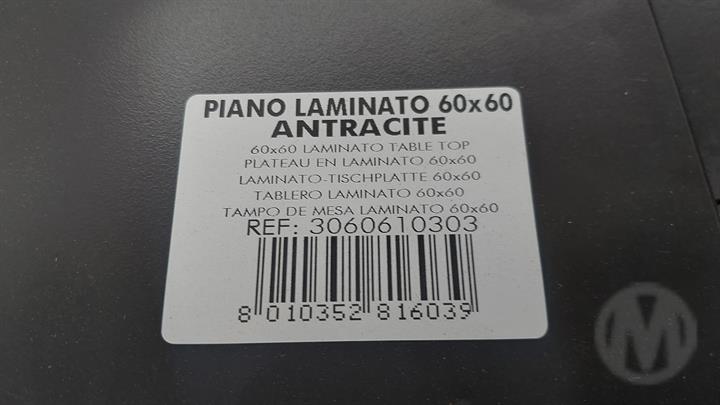 PIANO LAMINATO 60x60
ANTRACITE
60x60 LAMINATO TABLE TOP
PLATEAU EN LAMINATO 60x60
LAMINATO-TISCHPLATTE 60x60
TABLERO LAMINATO 60x60
TAMPO DE MESA LAMINATO 60x60
REF: 3060610303
8 010352 816039
M